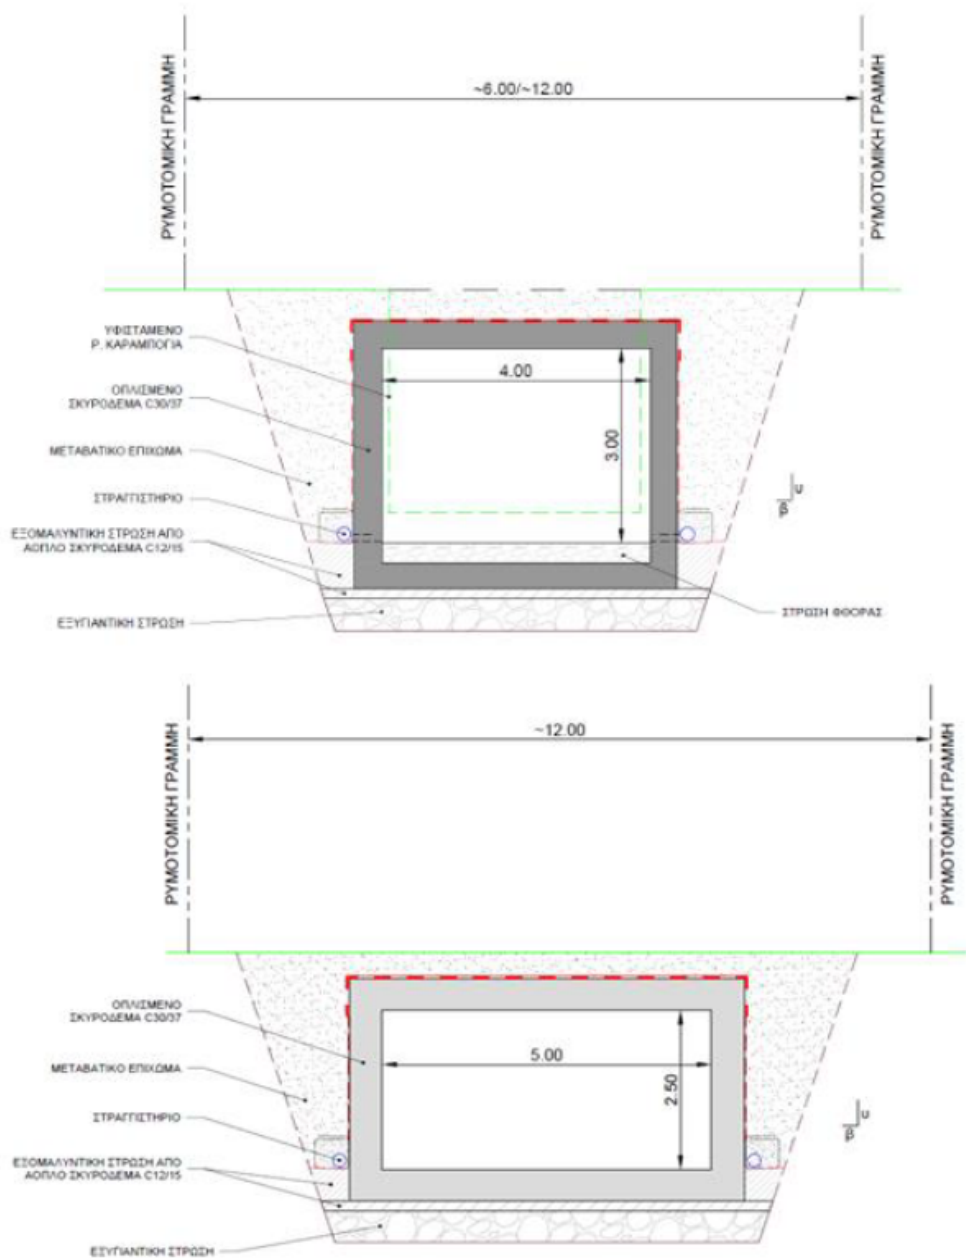 ~6.00/~12.00
ΡΥΜΟΤΟΜΙΚΗ ΓΡΑΜΜΗ
ΡΥΜΟΤΟΜΙΚΗ ΓΡΑΜΜΗ
ΥΦΙΣΤΑΜΕΝΟ
Ρ. ΚΑΡΑΜΠΟΓΙΑ
4.00
ΟΠΛΙΣΜΕΝΟ
ΣΚΥΡΟΔΕΜΑ C30/37
3.00
ΜΕΤΑΒΑΤΙΚΟ ΕΠΙΧΩΜΑ
υ
β
ΣΤΡΑΓΓΙΣΤΗΡΙΟ
ΕΞΟΜΑΛΥΝΤΙΚΗ ΣΤΡΩΣΗ ΑΠΟ
ΑΟΠΛΟ ΣΚΥΡΟΔΕΜΑ C12/15
ΣΤΡΩΣΗ ΦΘΟΡΑΣ
ΕΞΥΓΙΑΝΤΙΚΗ ΣΤΡΩΣΗ
~12.00
ΡΥΜΟΤΟΜΙΚΗ ΓΡΑΜΜΗ
ΡΥΜΟΤΟΜΙΚΗ ΓΡΑΜΜΗ
ΟΠΛΙΣΜΕΝΟ
ΣΚΥΡΟΔΕΜΑ C30/37
5.00
2.50
ΜΕΤΑΒΑΤΙΚΟ ΕΠΙΧΩΜΑ
υ
β
ΣΤΡΑΓΓΙΣΤΗΡΙΟ
ΕΞΟΜΑΛΥΝΤΙΚΗ ΣΤΡΩΣΗ ΑΠΟ
ΑΟΠΛΟ ΣΚΥΡΟΔΕΜΑ C12/15
ΕΞΥΓΙΑΝΤΙΚΗ ΣΤΡΩΣΗ